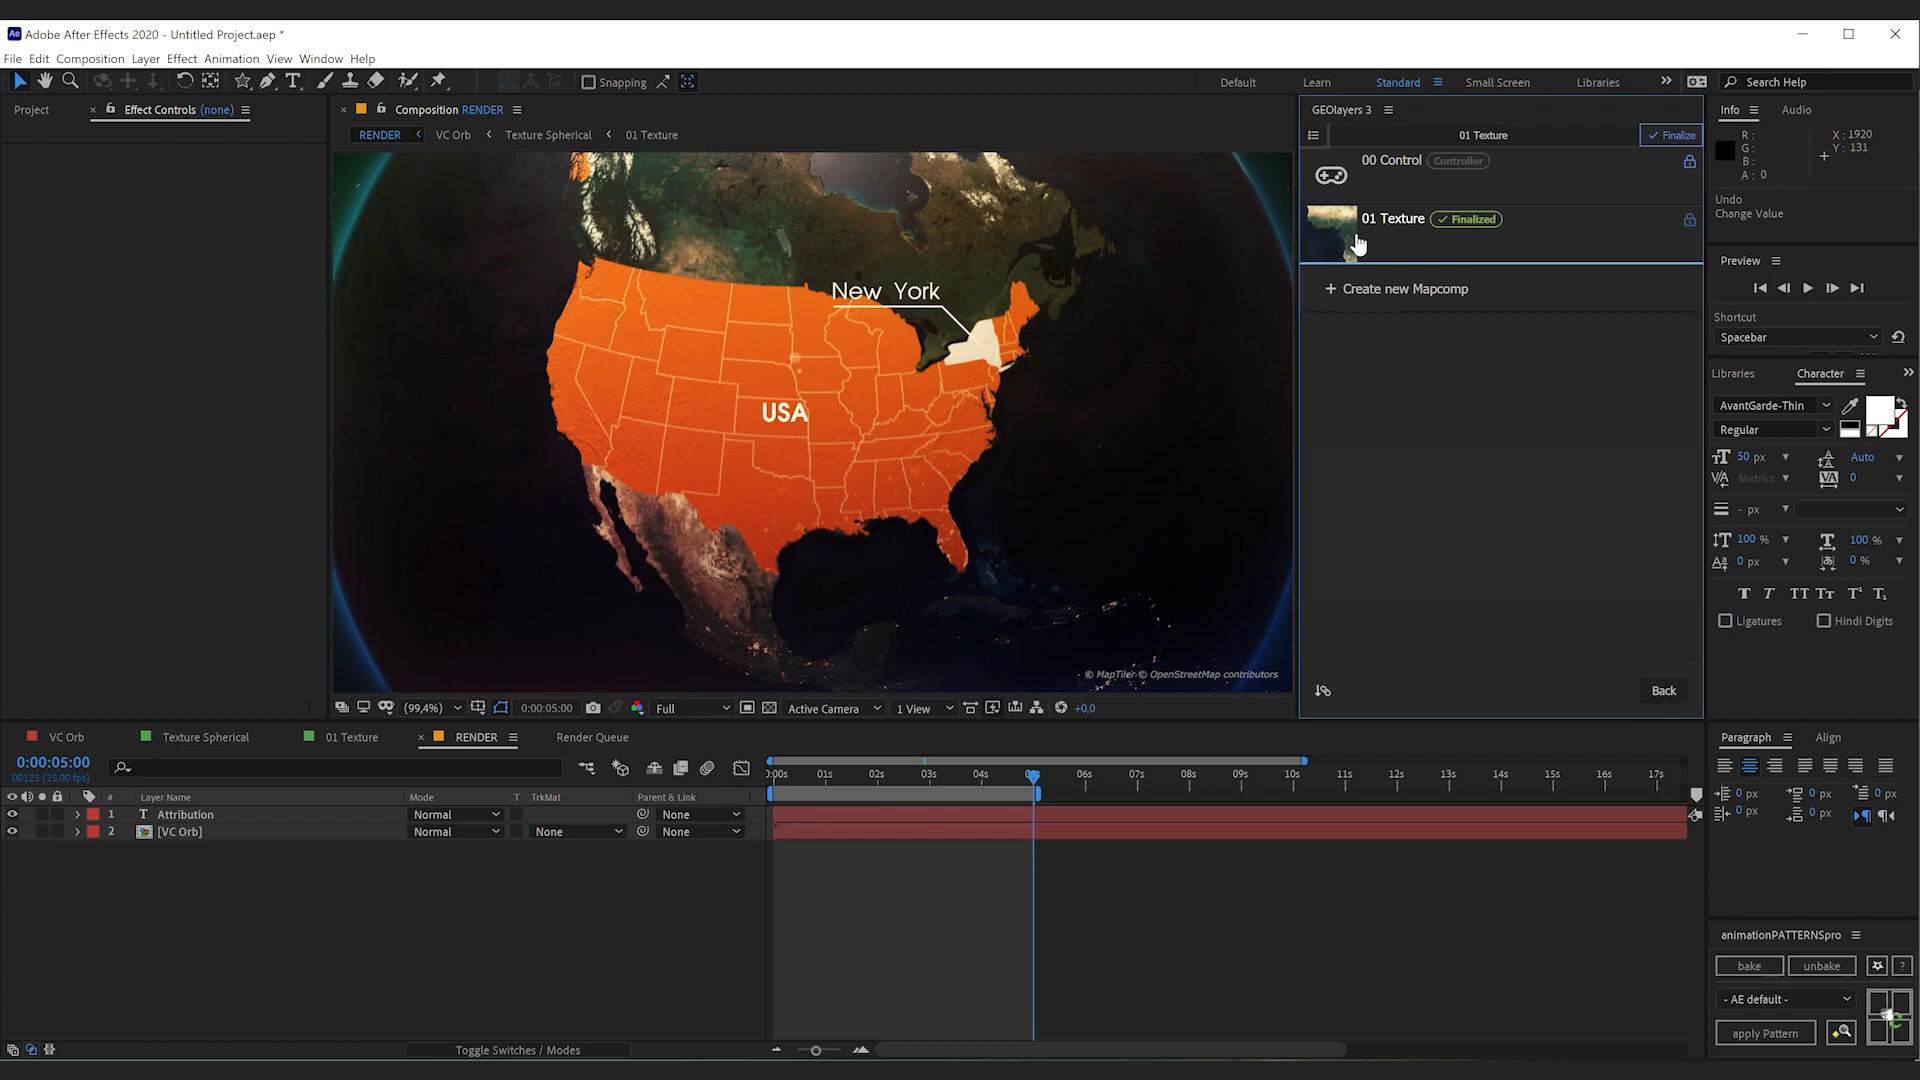 Ae Adobe After Effects 2020 - Untitled Project.aep *
File Edit Composition Layer Effect Animation View Window Help
Snapping
Default Learn Standard Small Screen Libraries
Search Help
Project
Effect Controls (none)
Composition RENDER
RENDER VC Orb Texture Spherical 01 Texture
New York
USA
© MapTiler © OpenStreetMap contributors
(99,4%) 0:00:05:00 Full Active Camera 1 View +0,0
GEOlayers 3
01 Texture Finalize
00 Control Controller
01 Texture Finalized
+ Create new Mapcomp
Back
Info Audio
R: X: 1920
G: Y: 131
B:
A: 0
Undo
Change Value
Preview
Shortcut
Spacebar
Libraries Character
AvantGarde-Thin
Regular
50 px Auto
Metrics 0
- px
100 % 100 %
0 px 0 %
Ligatures Hindi Digits
Paragraph Align
0 px 0 px 0 px
0 px 0 px
animationPATTERNSpro
bake unbake ?
- AE default -
apply Pattern
VC Orb Texture Spherical 01 Texture RENDER Render Queue
0:00:05:00
00125 (25.00 fps)
# Layer Name Mode T TrkMat Parent & Link
1 T Attribution Normal None
2 [VC Orb] Normal None None
01s 02s 03s 04s 06s 07s 08s 09s 10s 11s 12s 13s 14s 15s 16s 17s
Toggle Switches / Modes